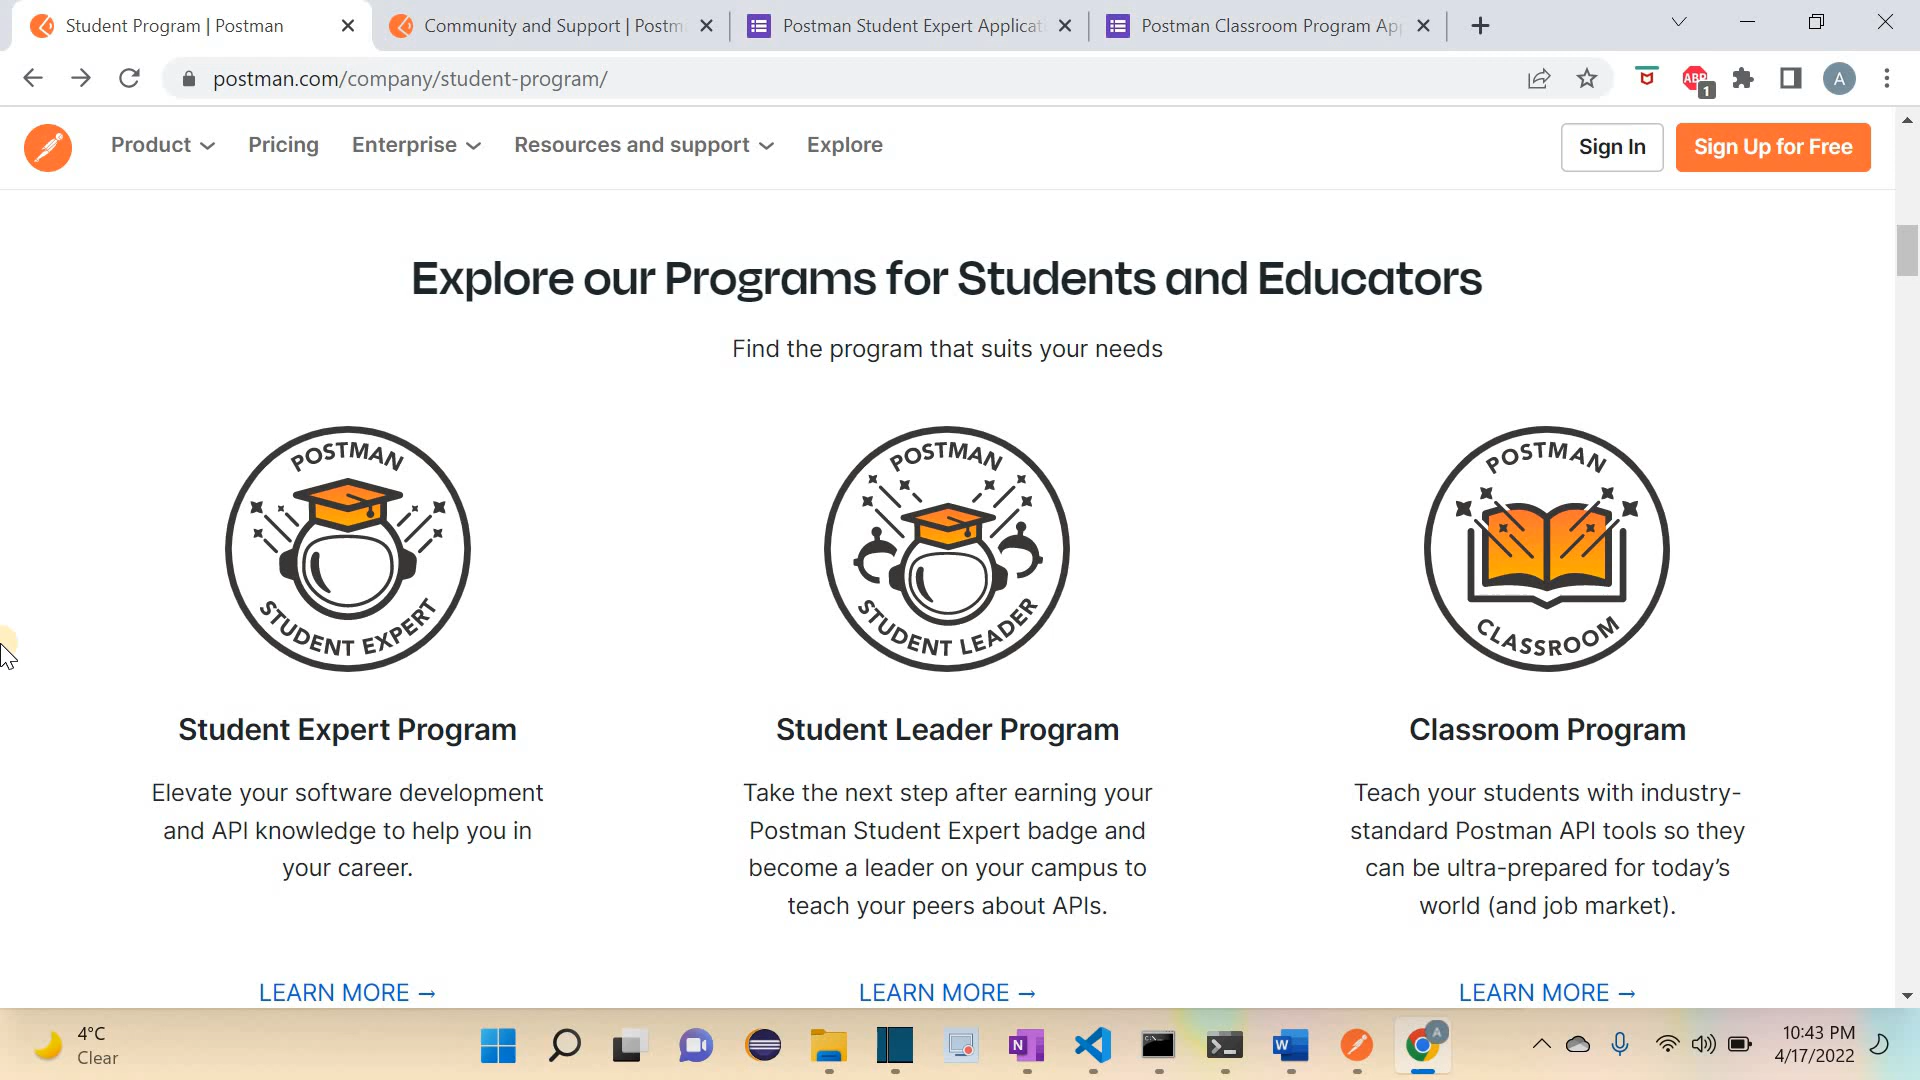 Student Program | Postman
Community and Support | Postm
Postman Student Expert Applicat
Postman Classroom Program Ap
postman.com/company/student-program/
ABP
1
A
Product
Pricing
Enterprise
Resources and support
Explore
Sign In
Sign Up for Free
Explore our Programs for Students and Educators
Find the program that suits your needs
POSTMAN
STUDENT EXPERT
POSTMAN
STUDENT LEADER
POSTMAN
CLASSROOM
Student Expert Program
Elevate your software development
and API knowledge to help you in
your career.
LEARN MORE →
Student Leader Program
Take the next step after earning your
Postman Student Expert badge and
become a leader on your campus to
teach your peers about APIs.
LEARN MORE →
Classroom Program
Teach your students with industry-
standard Postman API tools so they
can be ultra-prepared for today’s
world (and job market).
LEARN MORE →
4°C
Clear
N
W
A
10:43 PM
4/17/2022